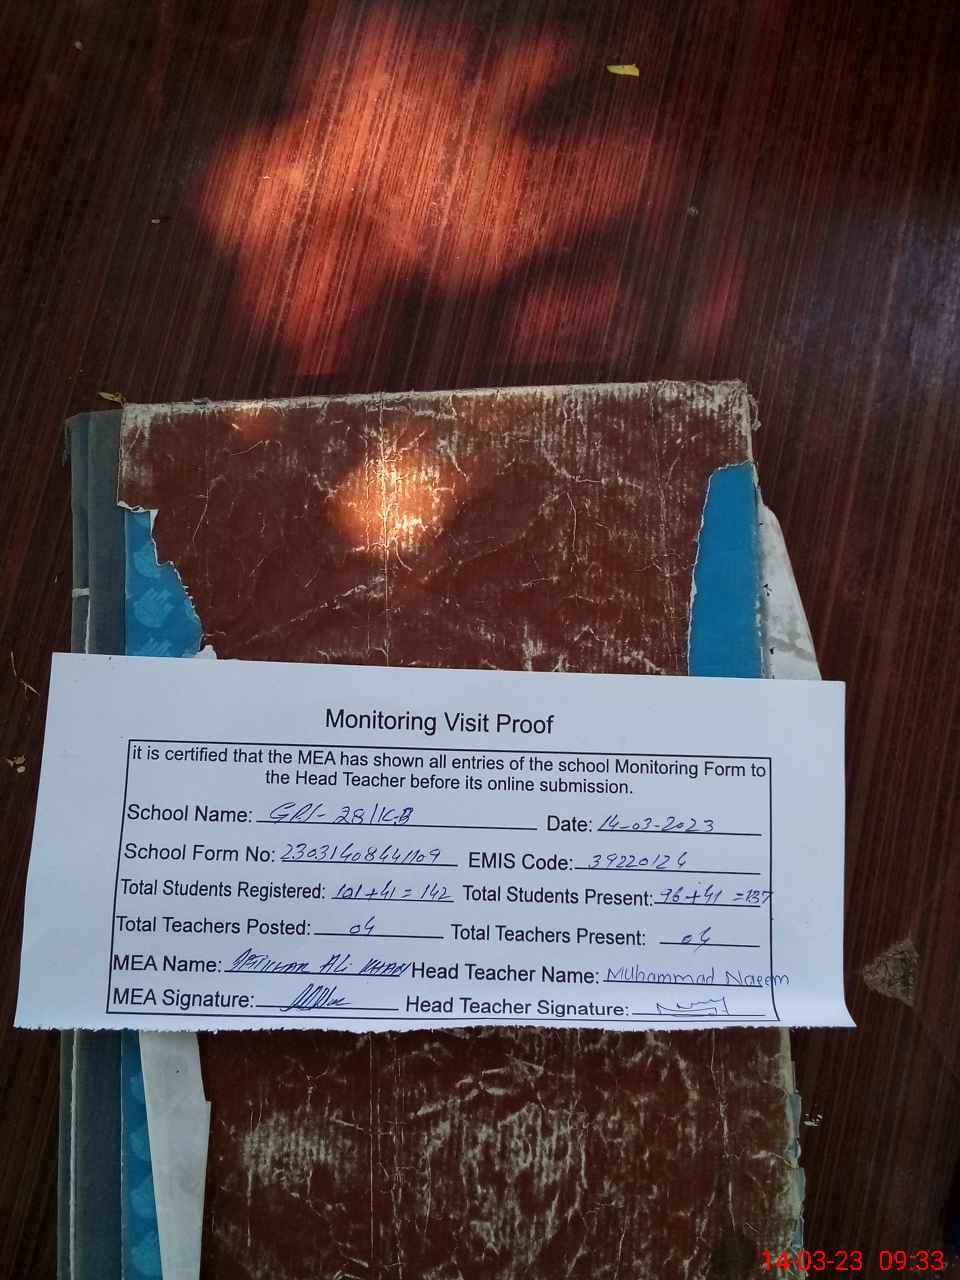 Monitoring Visit Proof
it is certified that the MEA has shown all entries of the school Monitoring Form to
the Head Teacher before its online submission.
School Name: GPS- 28/KB Date: 14-03-2023
School Form No: EMIS Code: 39220124
Total Students Registered: 101+41 = 142 Total Students Present: 96+41 =137
Total Teachers Posted: 04 Total Teachers Present: 04
MEA Name: Iftikhar Ali Khan Head Teacher Name: Muhammad Naeem
MEA Signature: Head Teacher Signature:
14-03-23 09:33